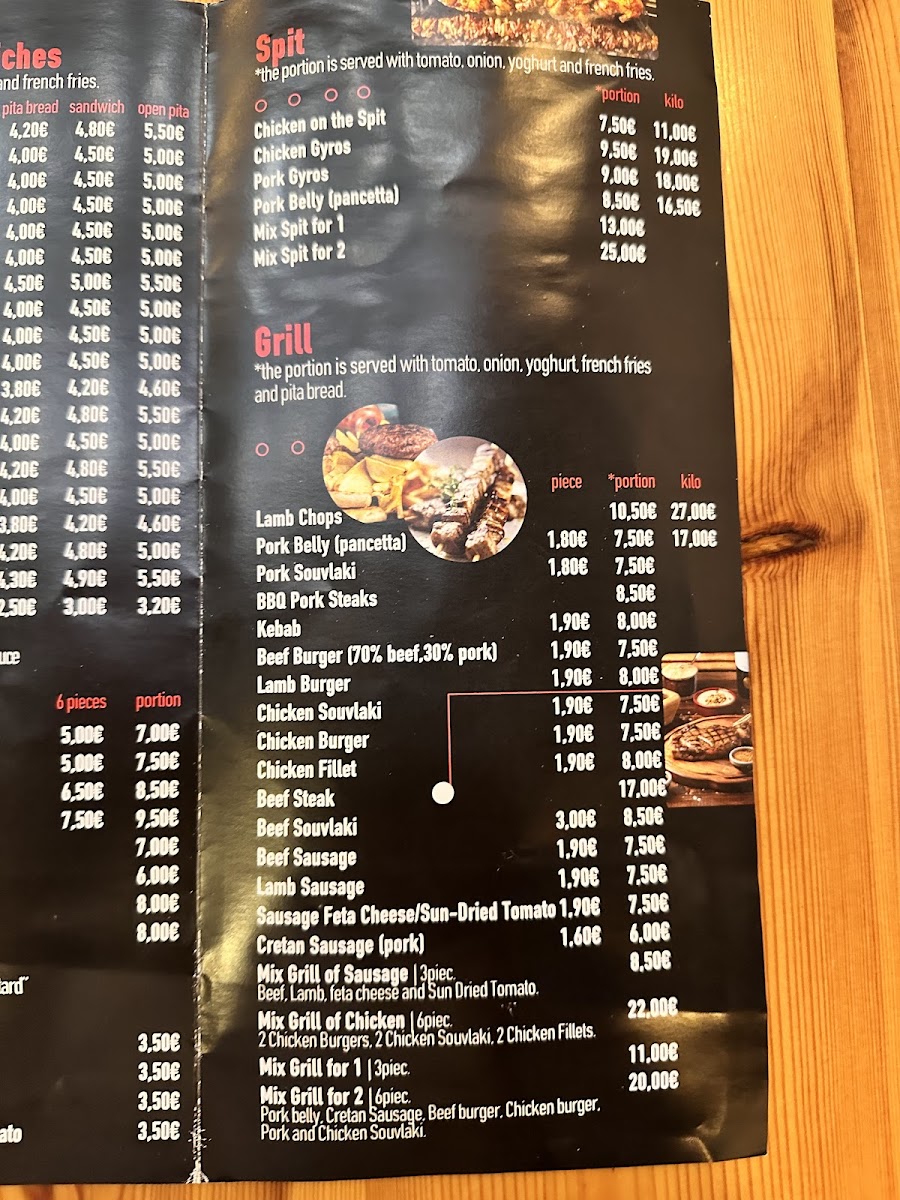 ches
and french fries.
pita bread sandwich open pita
4,20€ 4,80€ 5,50€
4,00€ 4,50€ 5,00€
4,00€ 4,50€ 5,00€
4,00€ 4,50€ 5,00€
4,00€ 4,50€ 5,00€
4,00€ 4,50€ 5,00€
4,50€ 5,00€ 5,50€
4,00€ 4,50€ 5,00€
4,00€ 4,50€ 5,00€
4,00€ 4,50€ 5,00€
3,80€ 4,20€ 4,60€
4,20€ 4,80€ 5,50€
4,00€ 4,50€ 5,00€
4,20€ 4,80€ 5,50€
4,00€ 4,50€ 5,00€
3,80€ 4,20€ 4,60€
4,20€ 4,80€ 5,00€
4,30€ 4,90€ 5,50€
2,50€ 3,00€ 3,20€
uce
6 pieces portion
5,00€ 7,00€
5,00€ 7,50€
6,50€ 8,50€
7,50€ 9,50€
7,00€
6,00€
8,00€
8,00€
tard"
3,50€
3,50€
3,50€
ato 3,50€
Spit
*the portion is served with tomato, onion, yoghurt and french fries.
*portion kilo
Chicken on the Spit 7,50€ 11,00€
Chicken Gyros 9,50€ 19,00€
Pork Gyros 9,00€ 18,00€
Pork Belly (pancetta) 8,50€ 16,50€
Mix Spit for 1 13,00€
Mix Spit for 2 25,00€
Grill
*the portion is served with tomato, onion, yoghurt, french fries
and pita bread.
piece *portion kilo
Lamb Chops 10,50€ 27,00€
Pork Belly (pancetta) 1,80€ 7,50€ 17,00€
Pork Souvlaki 1,80€ 7,50€
BBQ Pork Steaks 8,50€
Kebab 1,90€ 8,00€
Beef Burger (70% beef,30% pork) 1,90€ 7,50€
Lamb Burger 1,90€ 8,00€
Chicken Souvlaki 1,90€ 7,50€
Chicken Burger 1,90€ 7,50€
Chicken Fillet 1,90€ 8,00€
Beef Steak 17,00€
Beef Souvlaki 3,00€ 8,50€
Beef Sausage 1,90€ 7,50€
Lamb Sausage 1,90€ 7,50€
Sausage Feta Cheese/Sun-Dried Tomato 1,90€ 7,50€
Cretan Sausage (pork) 1,60€ 6,00€
Mix Grill of Sausage | 3piec. 8,50€
Beef, Lamb, feta cheese and Sun Dried Tomato.
Mix Grill of Chicken | 6piec. 22,00€
2 Chicken Burgers, 2 Chicken Souvlaki, 2 Chicken Fillets.
Mix Grill for 1 | 3piec. 11,00€
Mix Grill for 2 | 6piec. 20,00€
Pork belly, Cretan Sausage, Beef burger, Chicken burger,
Pork and Chicken Souvlaki.